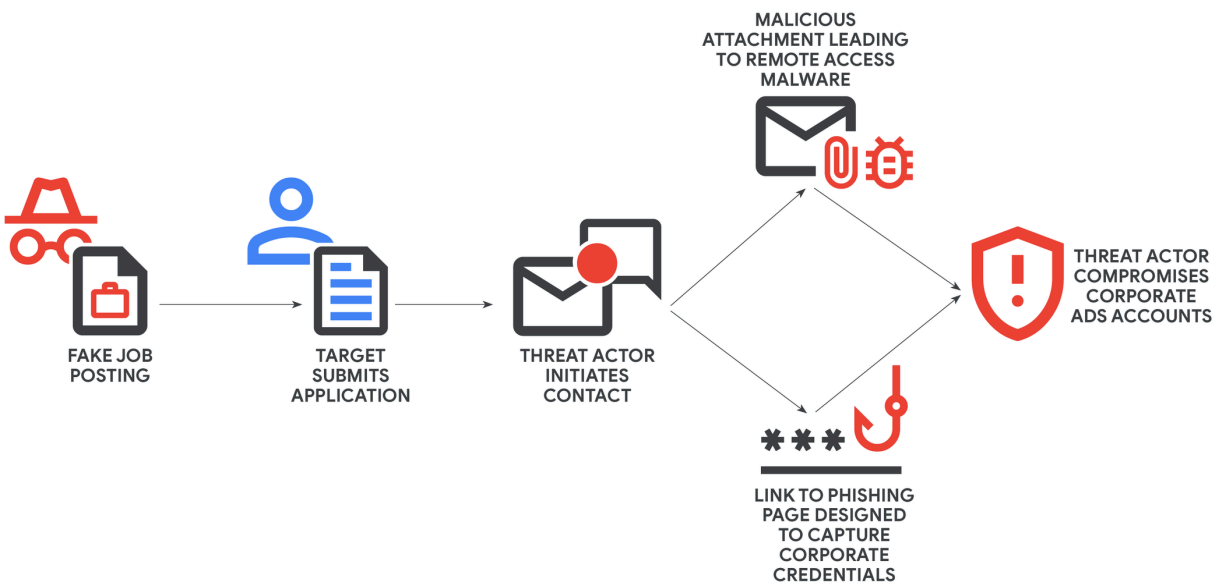 MALICIOUS
ATTACHMENT LEADING
TO REMOTE ACCESS
MALWARE
FAKE JOB
POSTING
TARGET
SUBMITS
APPLICATION
THREAT ACTOR
INITIATES
CONTACT
THREAT ACTOR
COMPROMISES
CORPORATE
ADS ACCOUNTS
***
LINK TO PHISHING
PAGE DESIGNED
TO CAPTURE
CORPORATE
CREDENTIALS